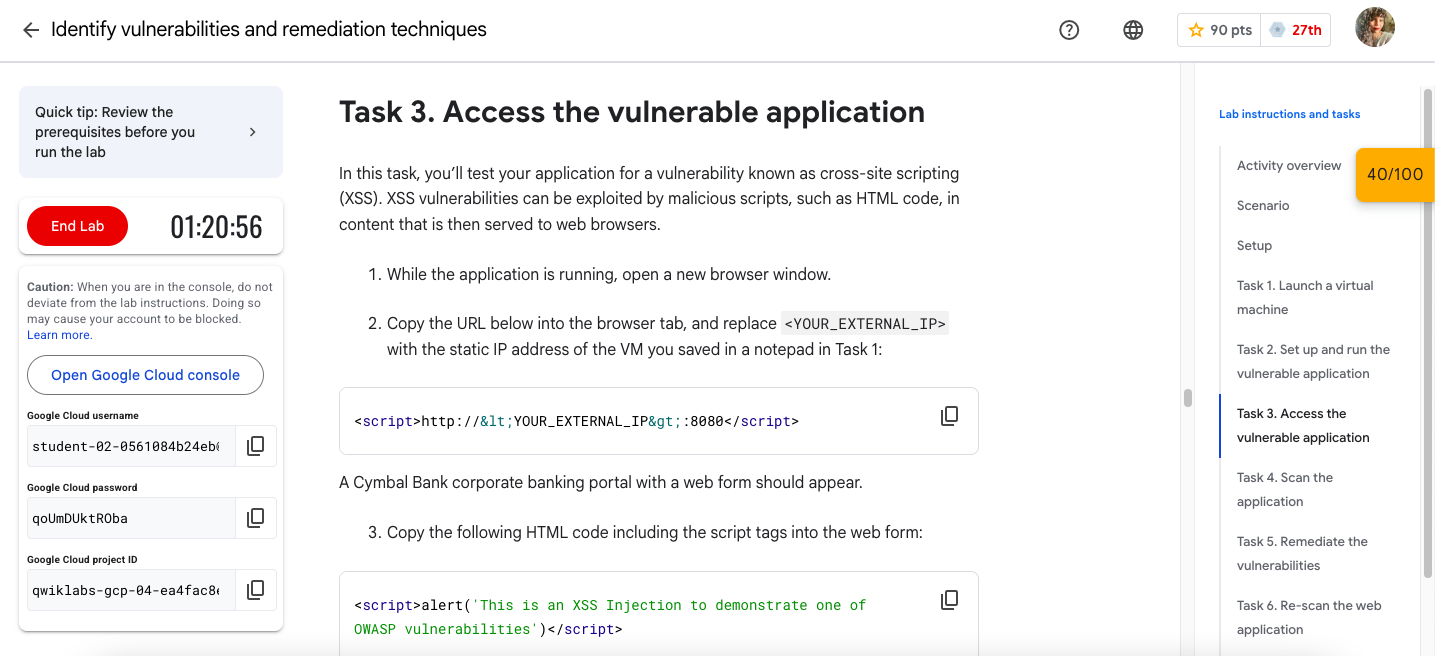 Identify vulnerabilities and remediation techniques
90 pts
27th
Quick tip: Review the
prerequisites before you
run the lab
End Lab
01:20:56
Caution: When you are in the console, do not
deviate from the lab instructions. Doing so
may cause your account to be blocked.
Learn more.
Open Google Cloud console
Google Cloud username
student-02-0561084b24eb
Google Cloud password
qoUmDUktROba
Google Cloud project ID
qwiklabs-gcp-04-ea4fac8
Task 3. Access the vulnerable application
In this task, you’ll test your application for a vulnerability known as cross-site scripting
(XSS). XSS vulnerabilities can be exploited by malicious scripts, such as HTML code, in
content that is then served to web browsers.
1. While the application is running, open a new browser window.
2. Copy the URL below into the browser tab, and replace <YOUR_EXTERNAL_IP>
with the static IP address of the VM you saved in a notepad in Task 1:
<script>http://&lt;YOUR_EXTERNAL_IP&gt;:8080</script>
A Cymbal Bank corporate banking portal with a web form should appear.
3. Copy the following HTML code including the script tags into the web form:
<script>alert('This is an XSS Injection to demonstrate one of
OWASP vulnerabilities')</script>
Lab instructions and tasks
40/100
Activity overview
Scenario
Setup
Task 1. Launch a virtual
machine
Task 2. Set up and run the
vulnerable application
Task 3. Access the
vulnerable application
Task 4. Scan the
application
Task 5. Remediate the
vulnerabilities
Task 6. Re-scan the web
application